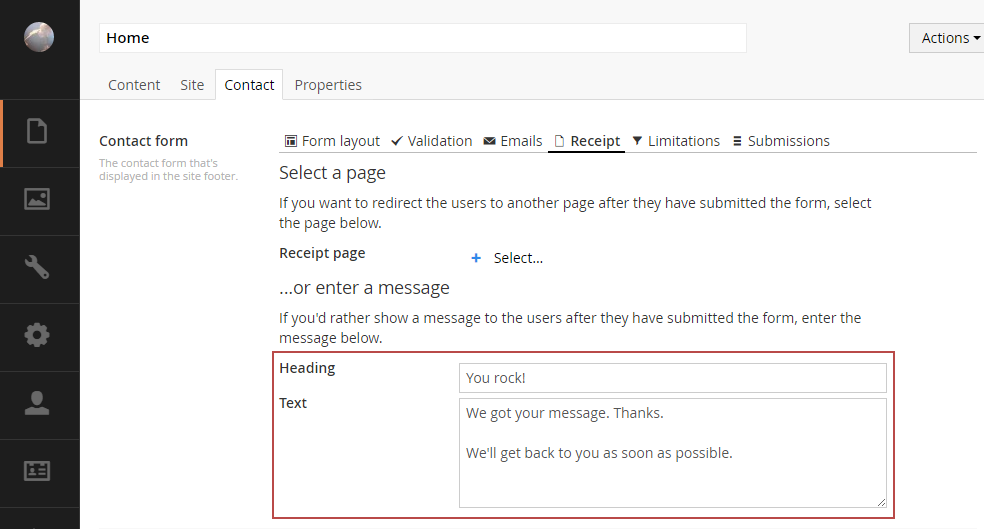 Home
Actions
Content Site Contact Properties
Contact form
The contact form that's
displayed in the site footer.
Form layout Validation Emails Receipt Limitations Submissions
Select a page
If you want to redirect the users to another page after they have submitted the form, select
the page below.
Receipt page + Select...
...or enter a message
If you'd rather show a message to the users after they have submitted the form, enter the
message below.
Heading You rock!
Text We got your message. Thanks.
We'll get back to you as soon as possible.